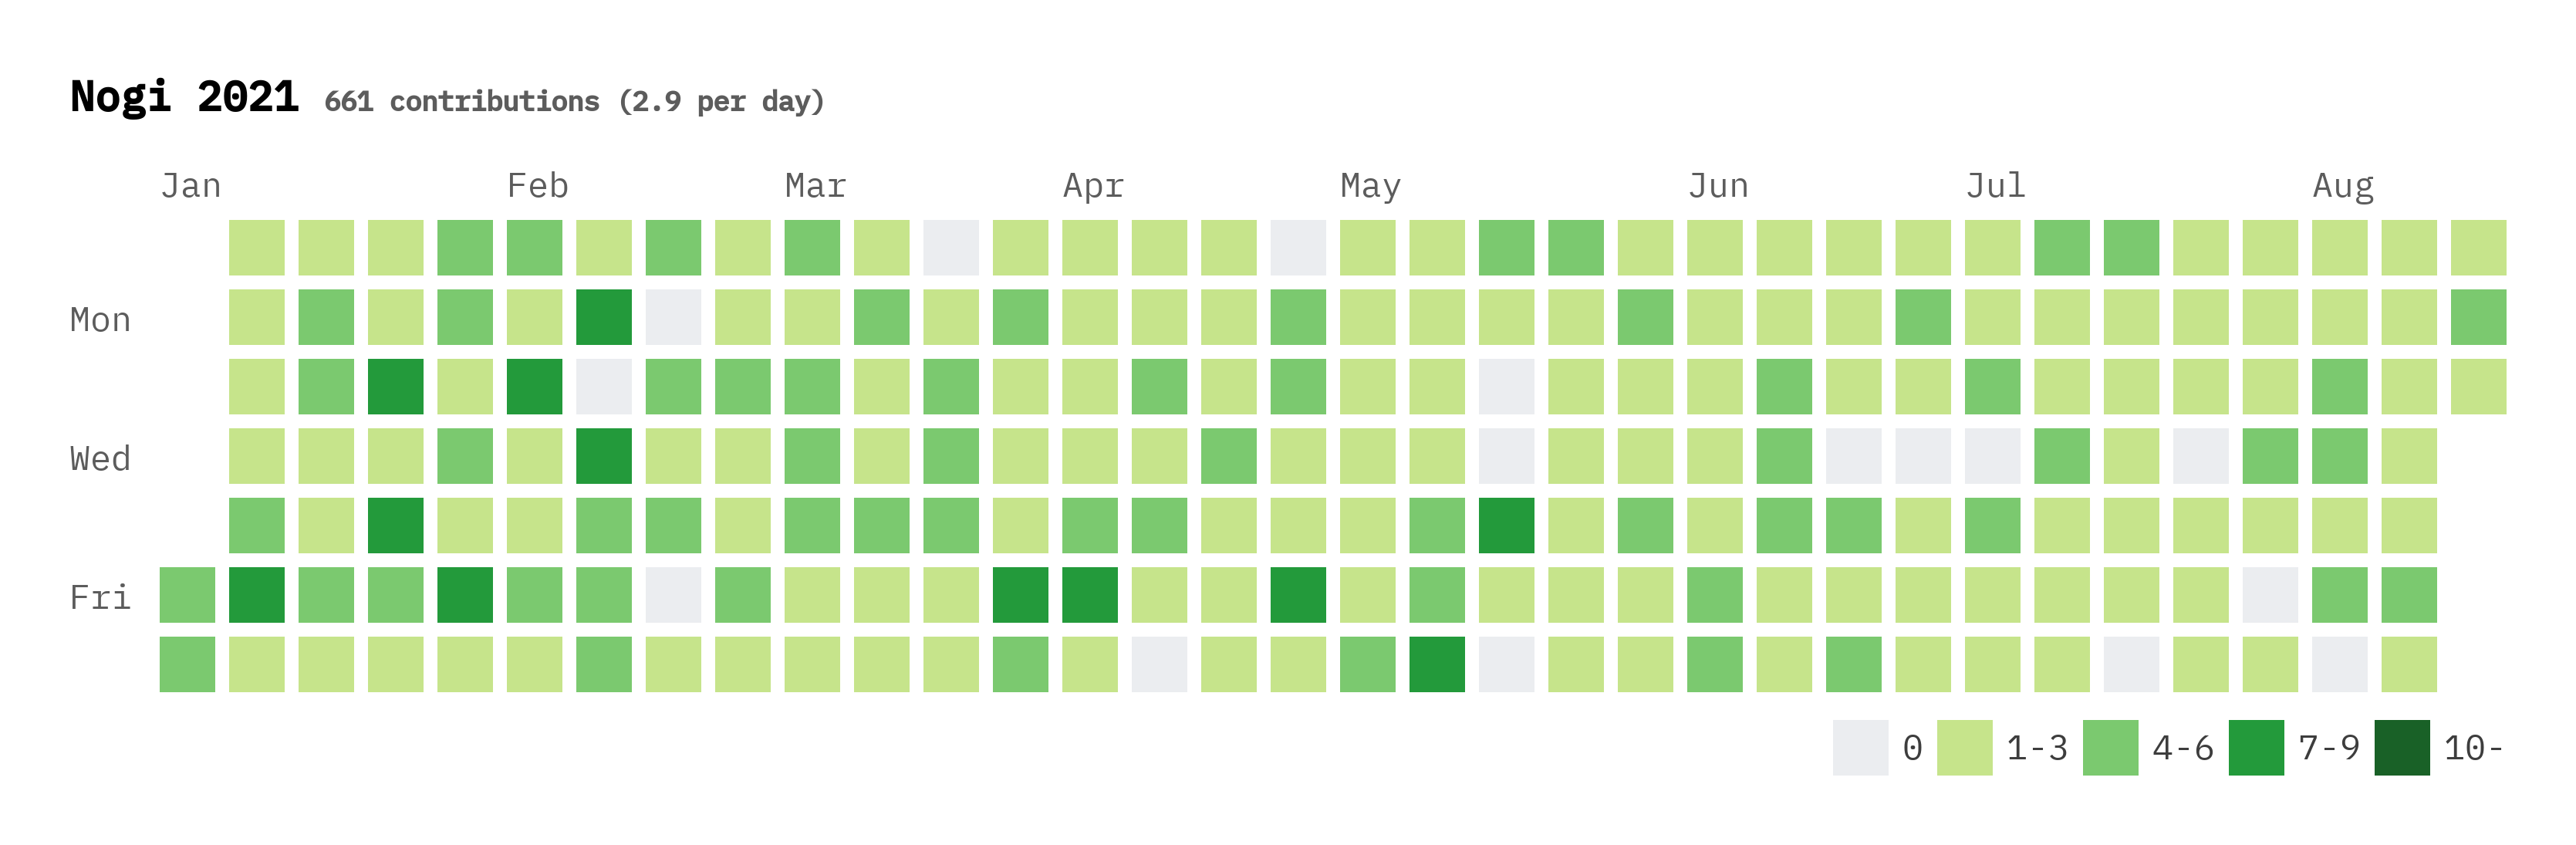 Nogi 2021 661 contributions (2.9 per day)
Jan Feb Mar Apr May Jun Jul Aug
Mon
Wed
Fri
0 1-3 4-6 7-9 10-